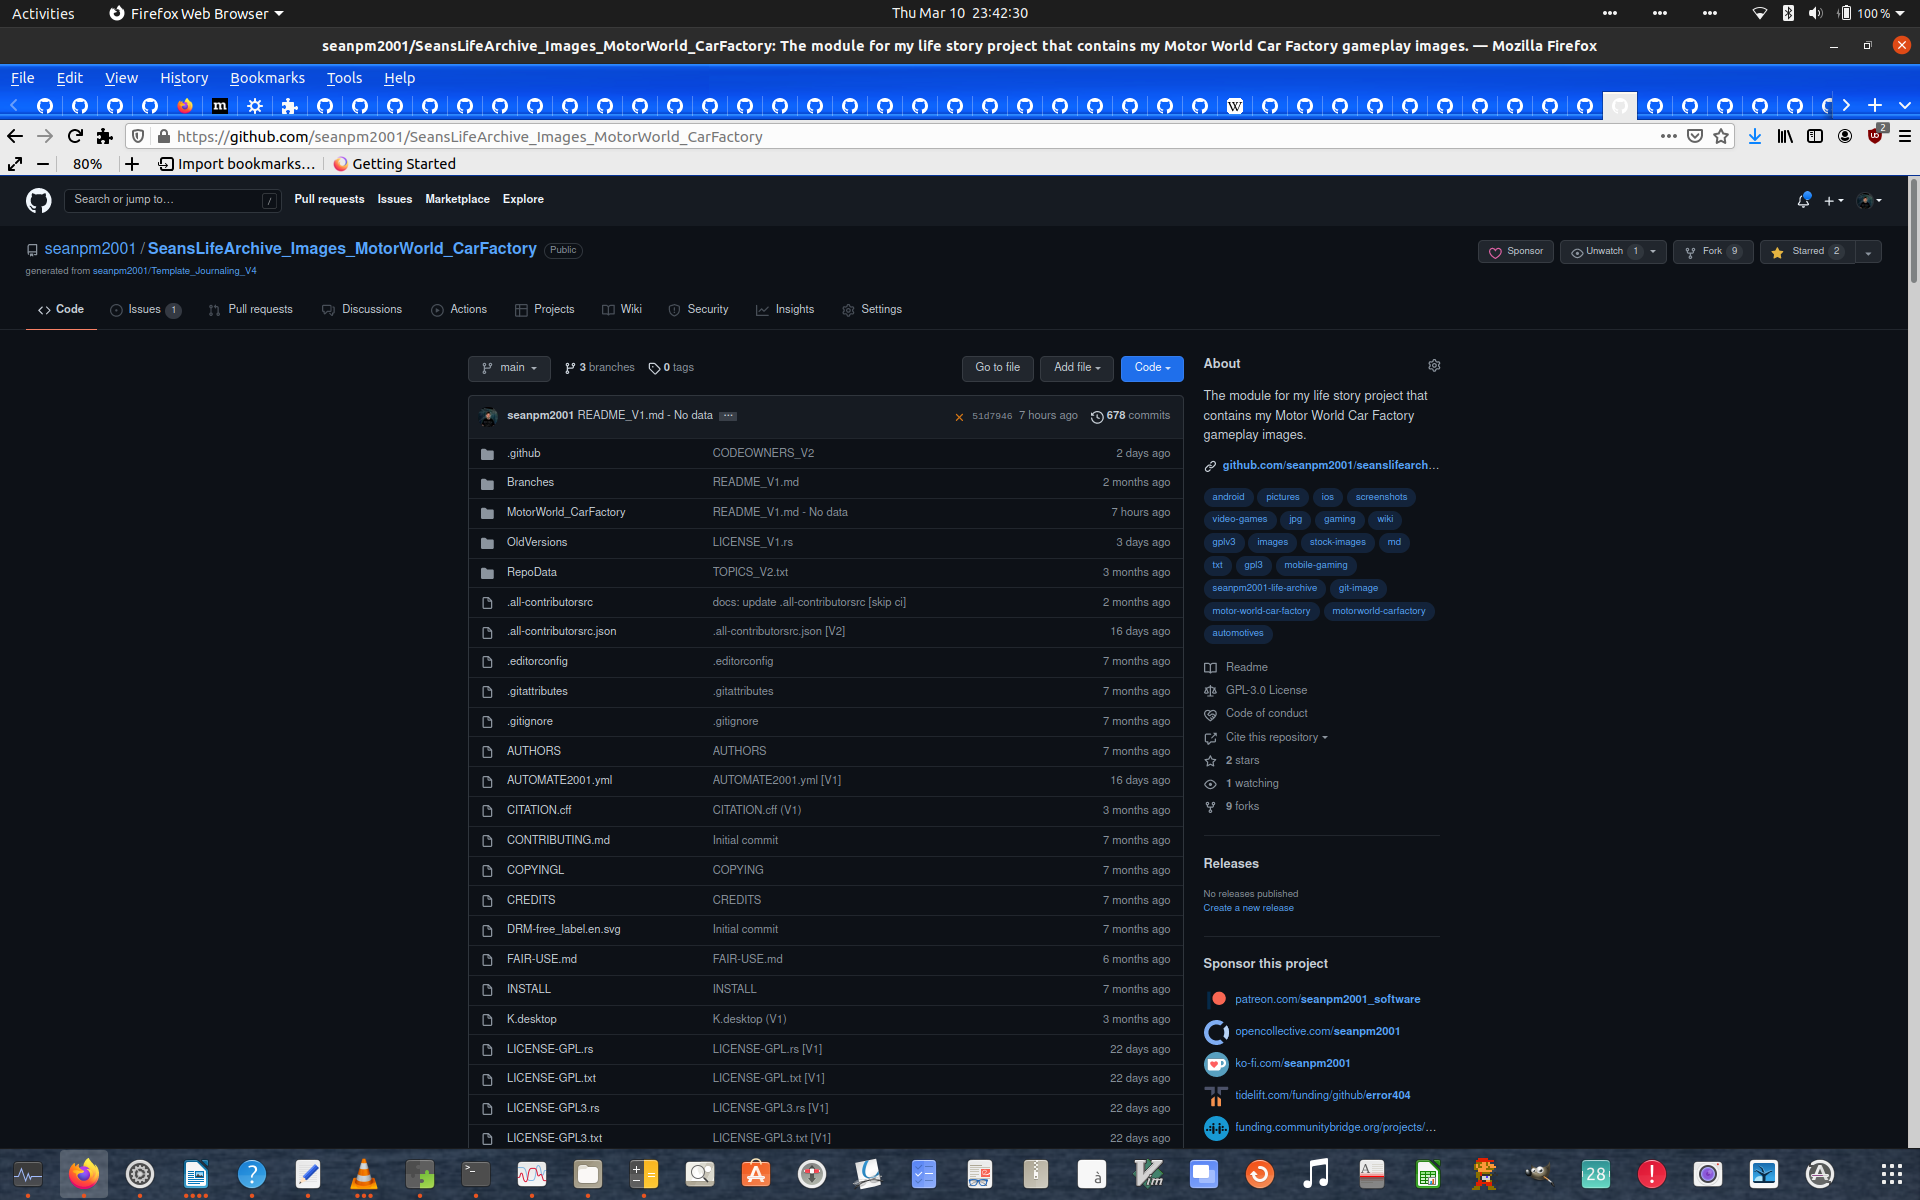 Activities
Firefox Web Browser
Thu Mar 10  23:42:30
100 %
seanpm2001/SeansLifeArchive_Images_MotorWorld_CarFactory: The module for my life story project that contains my Motor World Car Factory gameplay images. — Mozilla Firefox
File Edit View History Bookmarks Tools Help
https://github.com/seanpm2001/SeansLifeArchive_Images_MotorWorld_CarFactory
2
80%
Import bookmarks...
Getting Started
Search or jump to...
/
Pull requests Issues Marketplace Explore
seanpm2001 / SeansLifeArchive_Images_MotorWorld_CarFactory Public
generated from seanpm2001/Template_Journaling_V4
Sponsor
Unwatch 1
Fork 9
Starred 2
Code
Issues 1
Pull requests
Discussions
Actions
Projects
Wiki
Security
Insights
Settings
main
3 branches
0 tags
Go to file
Add file
Code
seanpm2001 README_V1.md - No data ... 51d7946 7 hours ago 678 commits
.github CODEOWNERS_V2 2 days ago
Branches README_V1.md 2 months ago
MotorWorld_CarFactory README_V1.md - No data 7 hours ago
OldVersions LICENSE_V1.rs 3 days ago
RepoData TOPICS_V2.txt 3 months ago
.all-contributorsrc docs: update .all-contributorsrc [skip ci] 2 months ago
.all-contributorsrc.json .all-contributorsrc.json [V2] 16 days ago
.editorconfig .editorconfig 7 months ago
.gitattributes .gitattributes 7 months ago
.gitignore .gitignore 7 months ago
AUTHORS AUTHORS 7 months ago
AUTOMATE2001.yml AUTOMATE2001.yml [V1] 16 days ago
CITATION.cff CITATION.cff (V1) 3 months ago
CONTRIBUTING.md Initial commit 7 months ago
COPYINGL COPYING 7 months ago
CREDITS CREDITS 7 months ago
DRM-free_label.en.svg Initial commit 7 months ago
FAIR-USE.md FAIR-USE.md 6 months ago
INSTALL INSTALL 7 months ago
K.desktop K.desktop (V1) 3 months ago
LICENSE-GPL.rs LICENSE-GPL.rs [V1] 22 days ago
LICENSE-GPL.txt LICENSE-GPL.txt [V1] 22 days ago
LICENSE-GPL3.rs LICENSE-GPL3.rs [V1] 22 days ago
LICENSE-GPL3.txt LICENSE-GPL3.txt [V1] 22 days ago
About
The module for my life story project that
contains my Motor World Car Factory
gameplay images.
github.com/seanpm2001/seanslifearch...
android pictures ios screenshots
video-games jpg gaming wiki
gplv3 images stock-images md
txt gpl3 mobile-gaming
seanpm2001-life-archive git-image
motor-world-car-factory motorworld-carfactory
automotives
Readme
GPL-3.0 License
Code of conduct
Cite this repository
2 stars
1 watching
9 forks
Releases
No releases published
Create a new release
Sponsor this project
patreon.com/seanpm2001_software
opencollective.com/seanpm2001
ko-fi.com/seanpm2001
tidelift.com/funding/github/error404
funding.communitybridge.org/projects/...
28